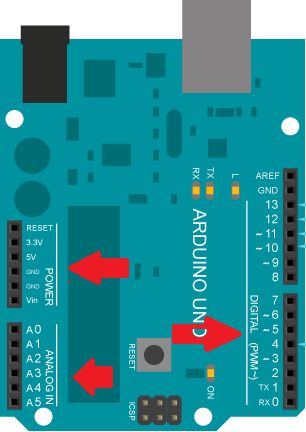 RX
TX
L
AREF
GND
13
12
~ 11
~ 10
~ 9
8
ARDUINO UNO
RESET
3.3V
5V
GND
GND
Vin
POWER
7
~ 6
~ 5
4
~ 3
2
TX 1
RX 0
DIGITAL (PWM~)
A0
A1
A2
A3
A4
A5
ANALOG IN
RESET
ICSP
ON